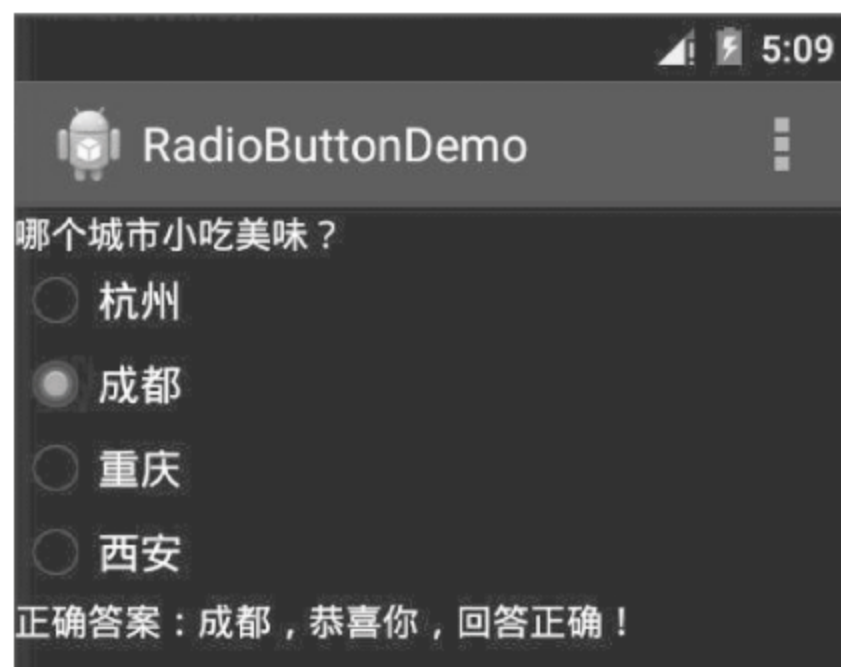 5:09
RadioButtonDemo
哪个城市小吃美味？
杭州
成都
重庆
西安
正确答案：成都，恭喜你，回答正确！